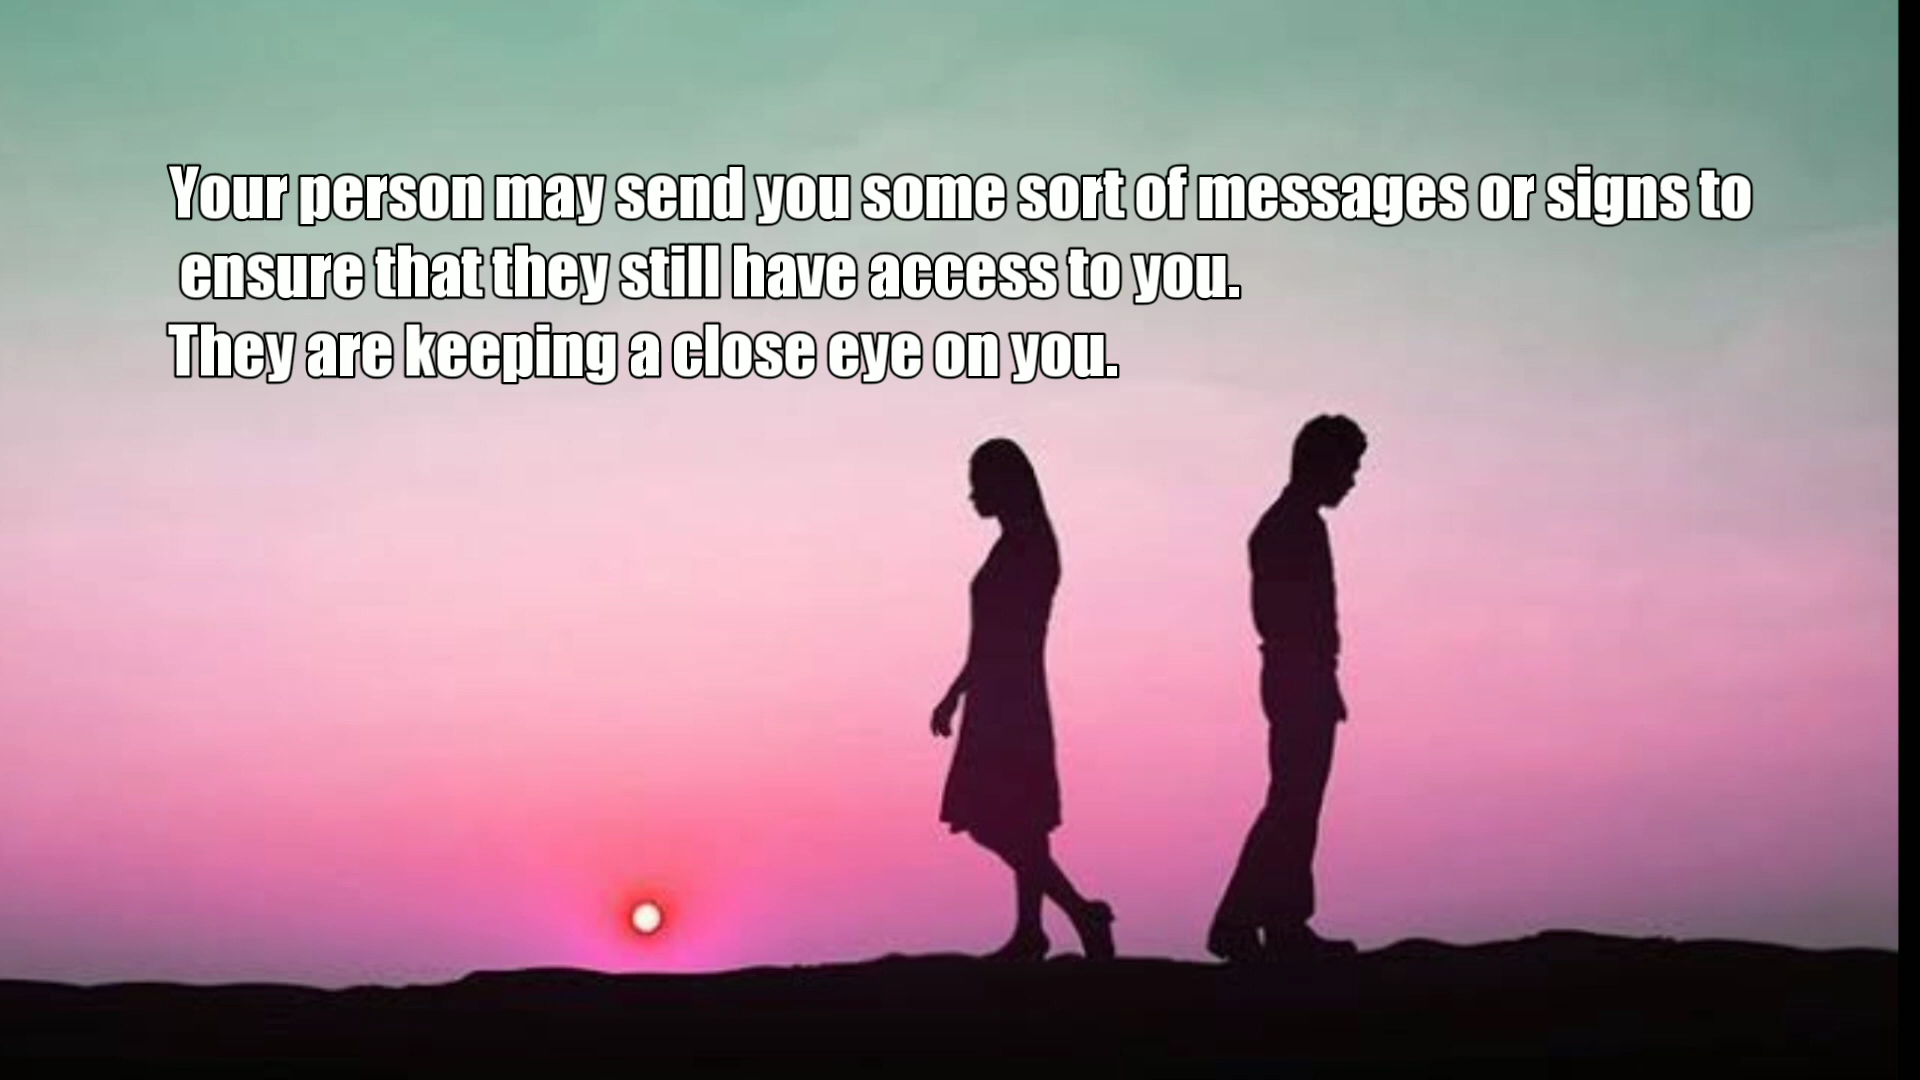 Your person may send you some sort of messages or signs to
ensure that they still have access to you.
They are keeping a close eye on you.